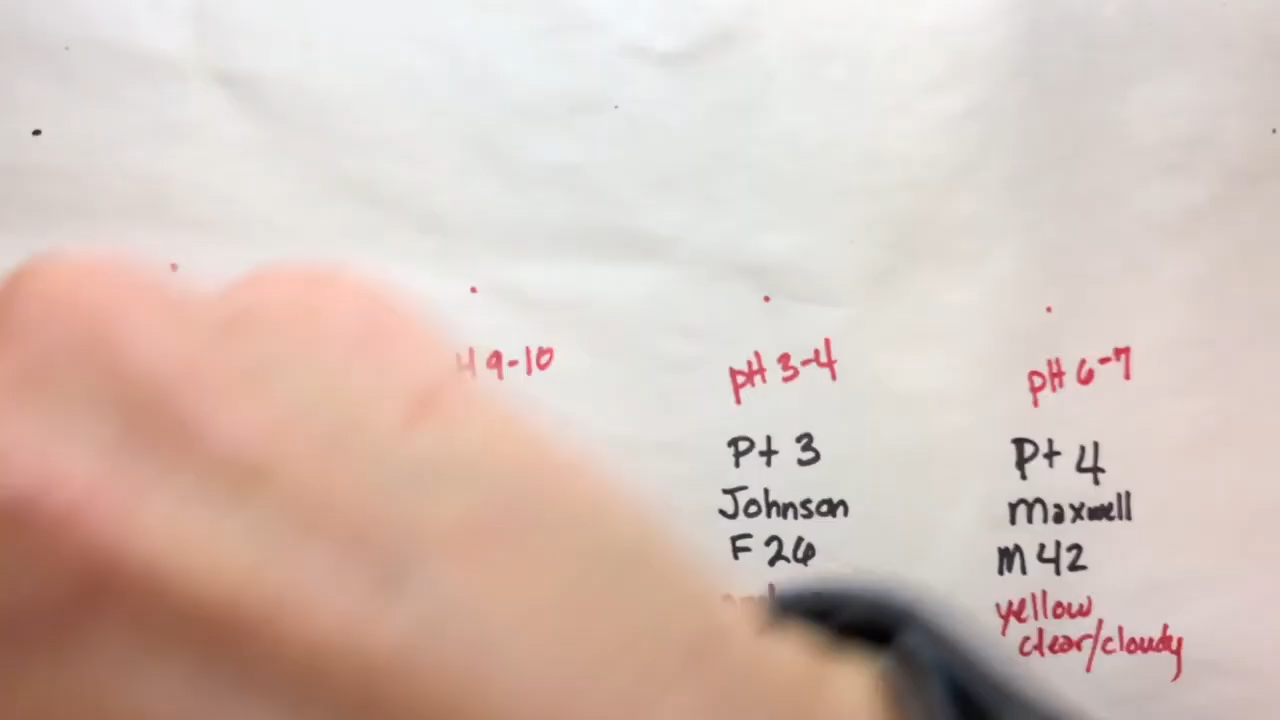 9-10
pH 3-4
pH 6-7
Pt 3
Johnson
F 26
Pt 4
Maxwell
M 42
yellow
clear/cloudy